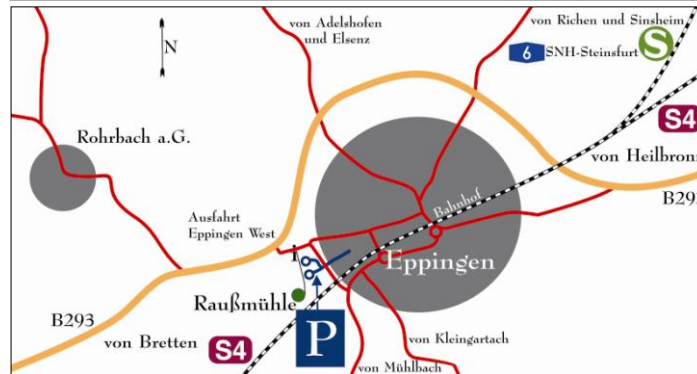 von Adelshofen
und Elsenz
von Richen und Sinsheim
6
SNH-Steinsfurt
S
N
S4
Rohrbach a.G.
von Heilbronn
B293
Bahnhof
Ausfahrt
Eppingen West
i
Eppingen
Raußmühle
B293
P
von Bretten
S4
von Kleingartach
von Mühlbach